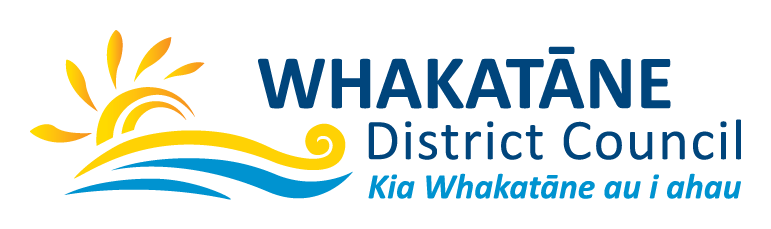 WHAKATĀNE
District Council
Kia Whakatāne au i ahau